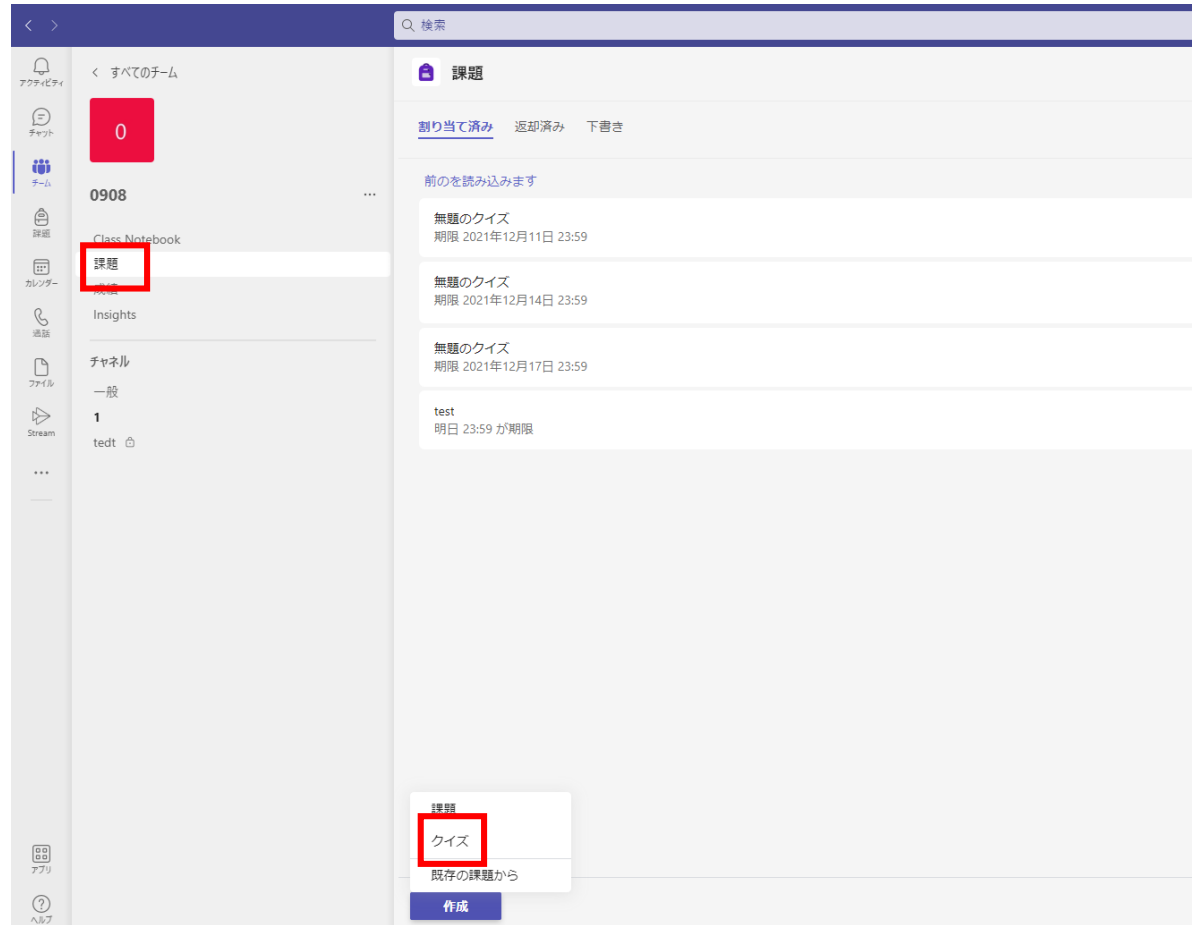 検索
アクティビティ
チャット
チーム
課題
カレンダー
通話
ファイル
Stream
...
アプリ
ヘルプ
すべてのチーム
0
0908
...
Class Notebook
課題
成績
Insights
チャネル
一般
1
tedt
課題
割り当て済み 返却済み 下書き
前のを読み込みます
無題のクイズ
期限 2021年12月11日 23:59
無題のクイズ
期限 2021年12月14日 23:59
無題のクイズ
期限 2021年12月17日 23:59
test
明日 23:59 が期限
課題
クイズ
既存の課題から
作成